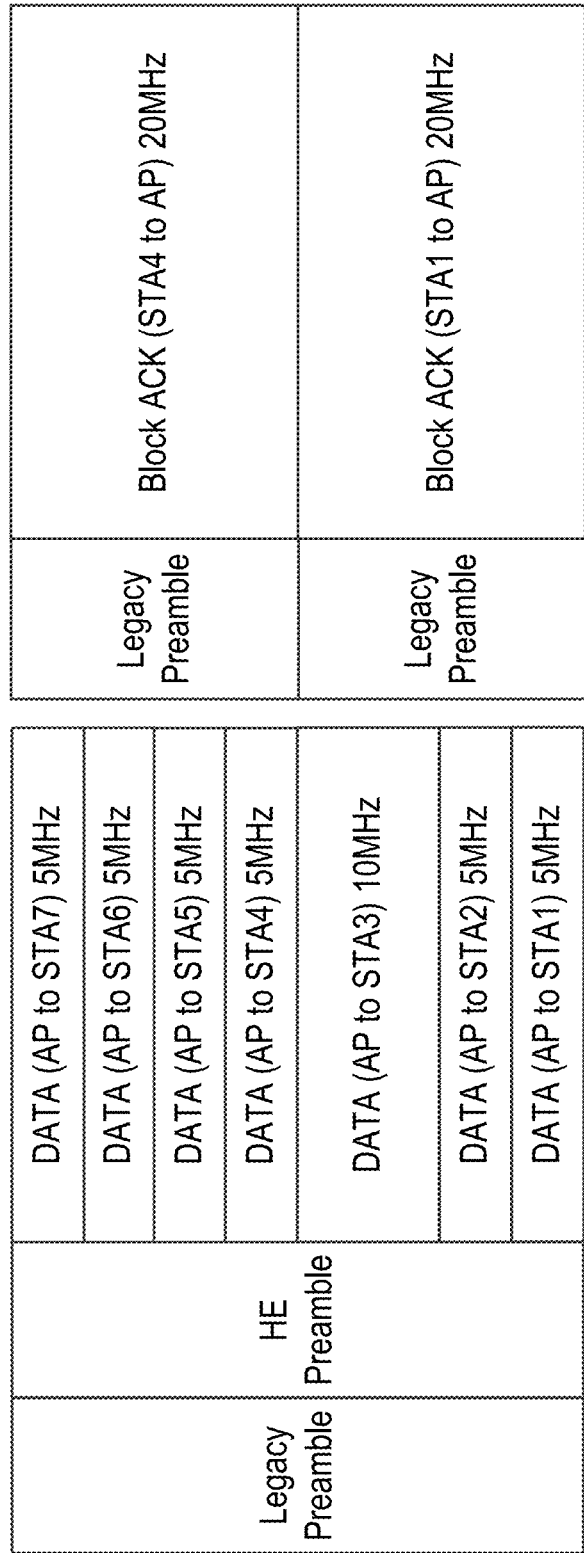 Legacy
Preamble
HE
Preamble
DATA (AP to STA7) 5MHz
DATA (AP to STA6) 5MHz
DATA (AP to STA5) 5MHz
DATA (AP to STA4) 5MHz
DATA (AP to STA3) 10MHz
DATA (AP to STA2) 5MHz
DATA (AP to STA1) 5MHz
Legacy
Preamble
Block ACK (STA4 to AP) 20MHz
Legacy
Preamble
Block ACK (STA1 to AP) 20MHz